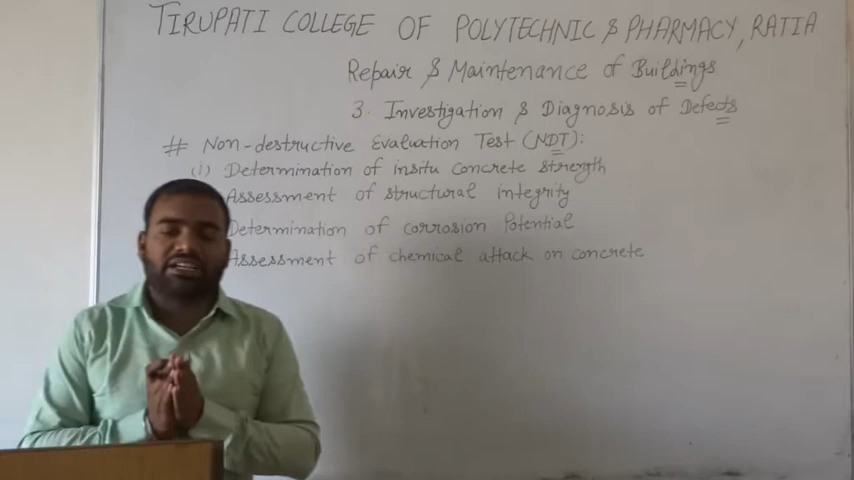 TIRUPATI COLLEGE OF POLYTECHNIC & PHARMACY, RATIA
Repair & Maintenance of Buildings
3. Investigation & Diagnosis of Defects
# Non-destructive Evaluation Test (NDT):
(i) Determination of insitu Concrete strength
Assessment of structural integrity
Determination of corrosion Potential
Assessment of chemical attack on concrete